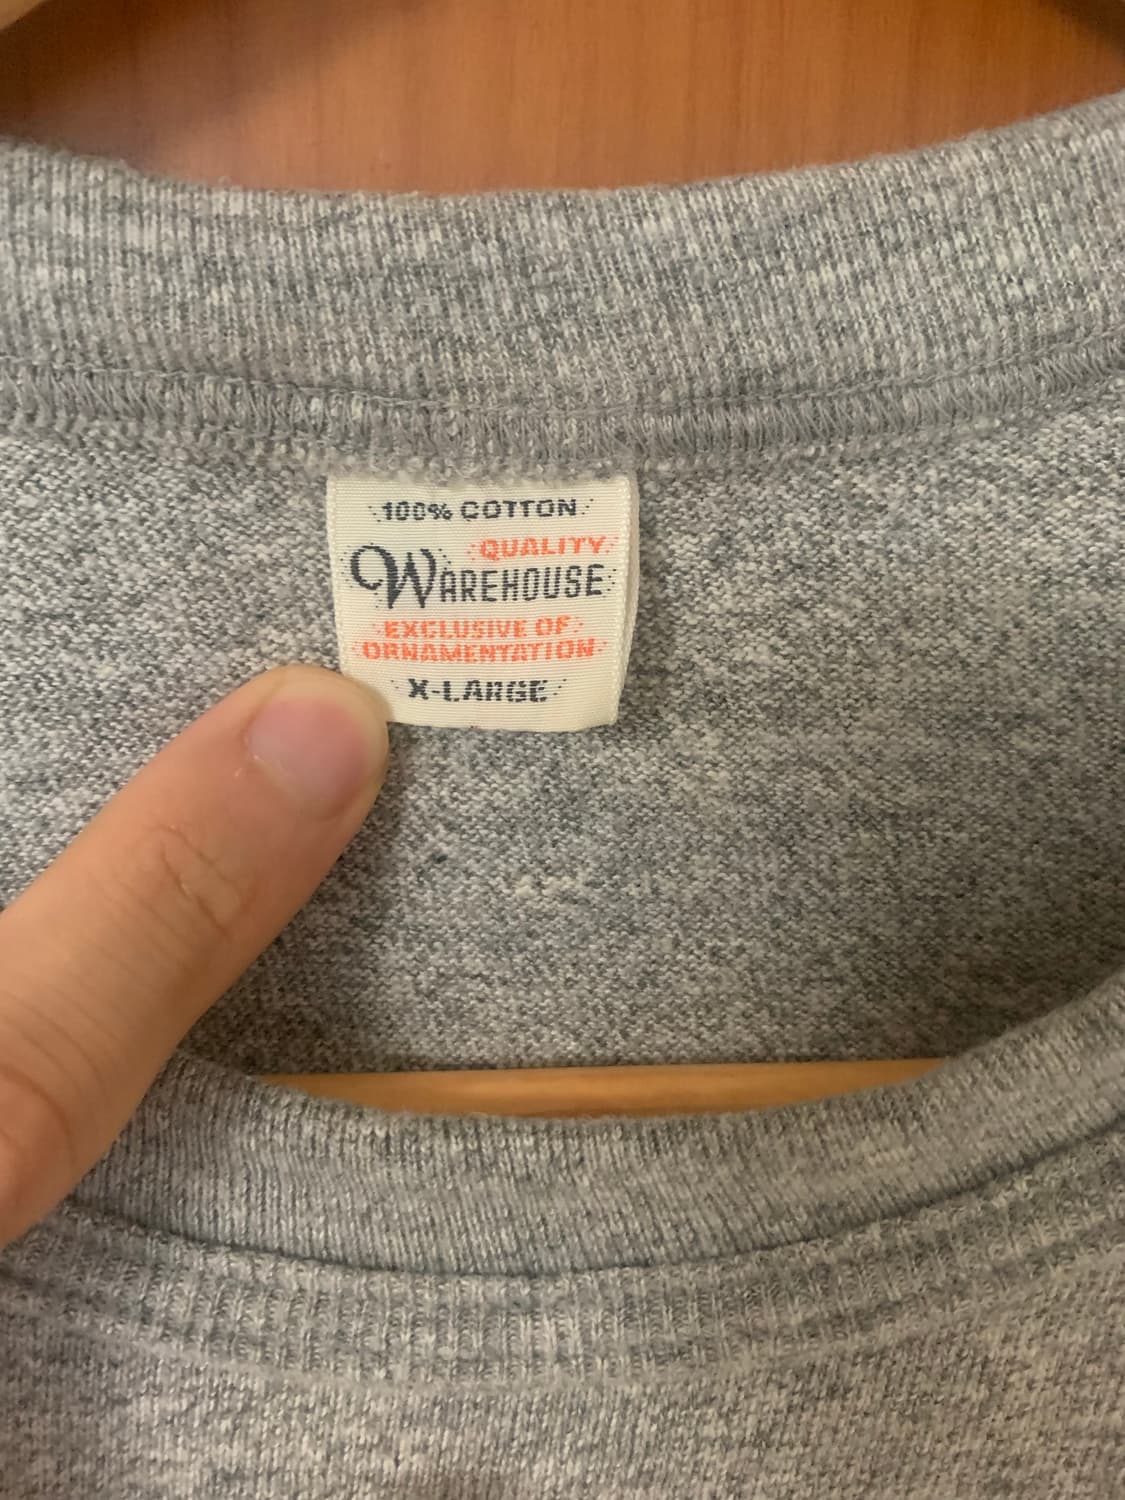 100% COTTON
QUALITY
WAREHOUSE
EXCLUSIVE OF
ORNAMENTATION
X-LARGE